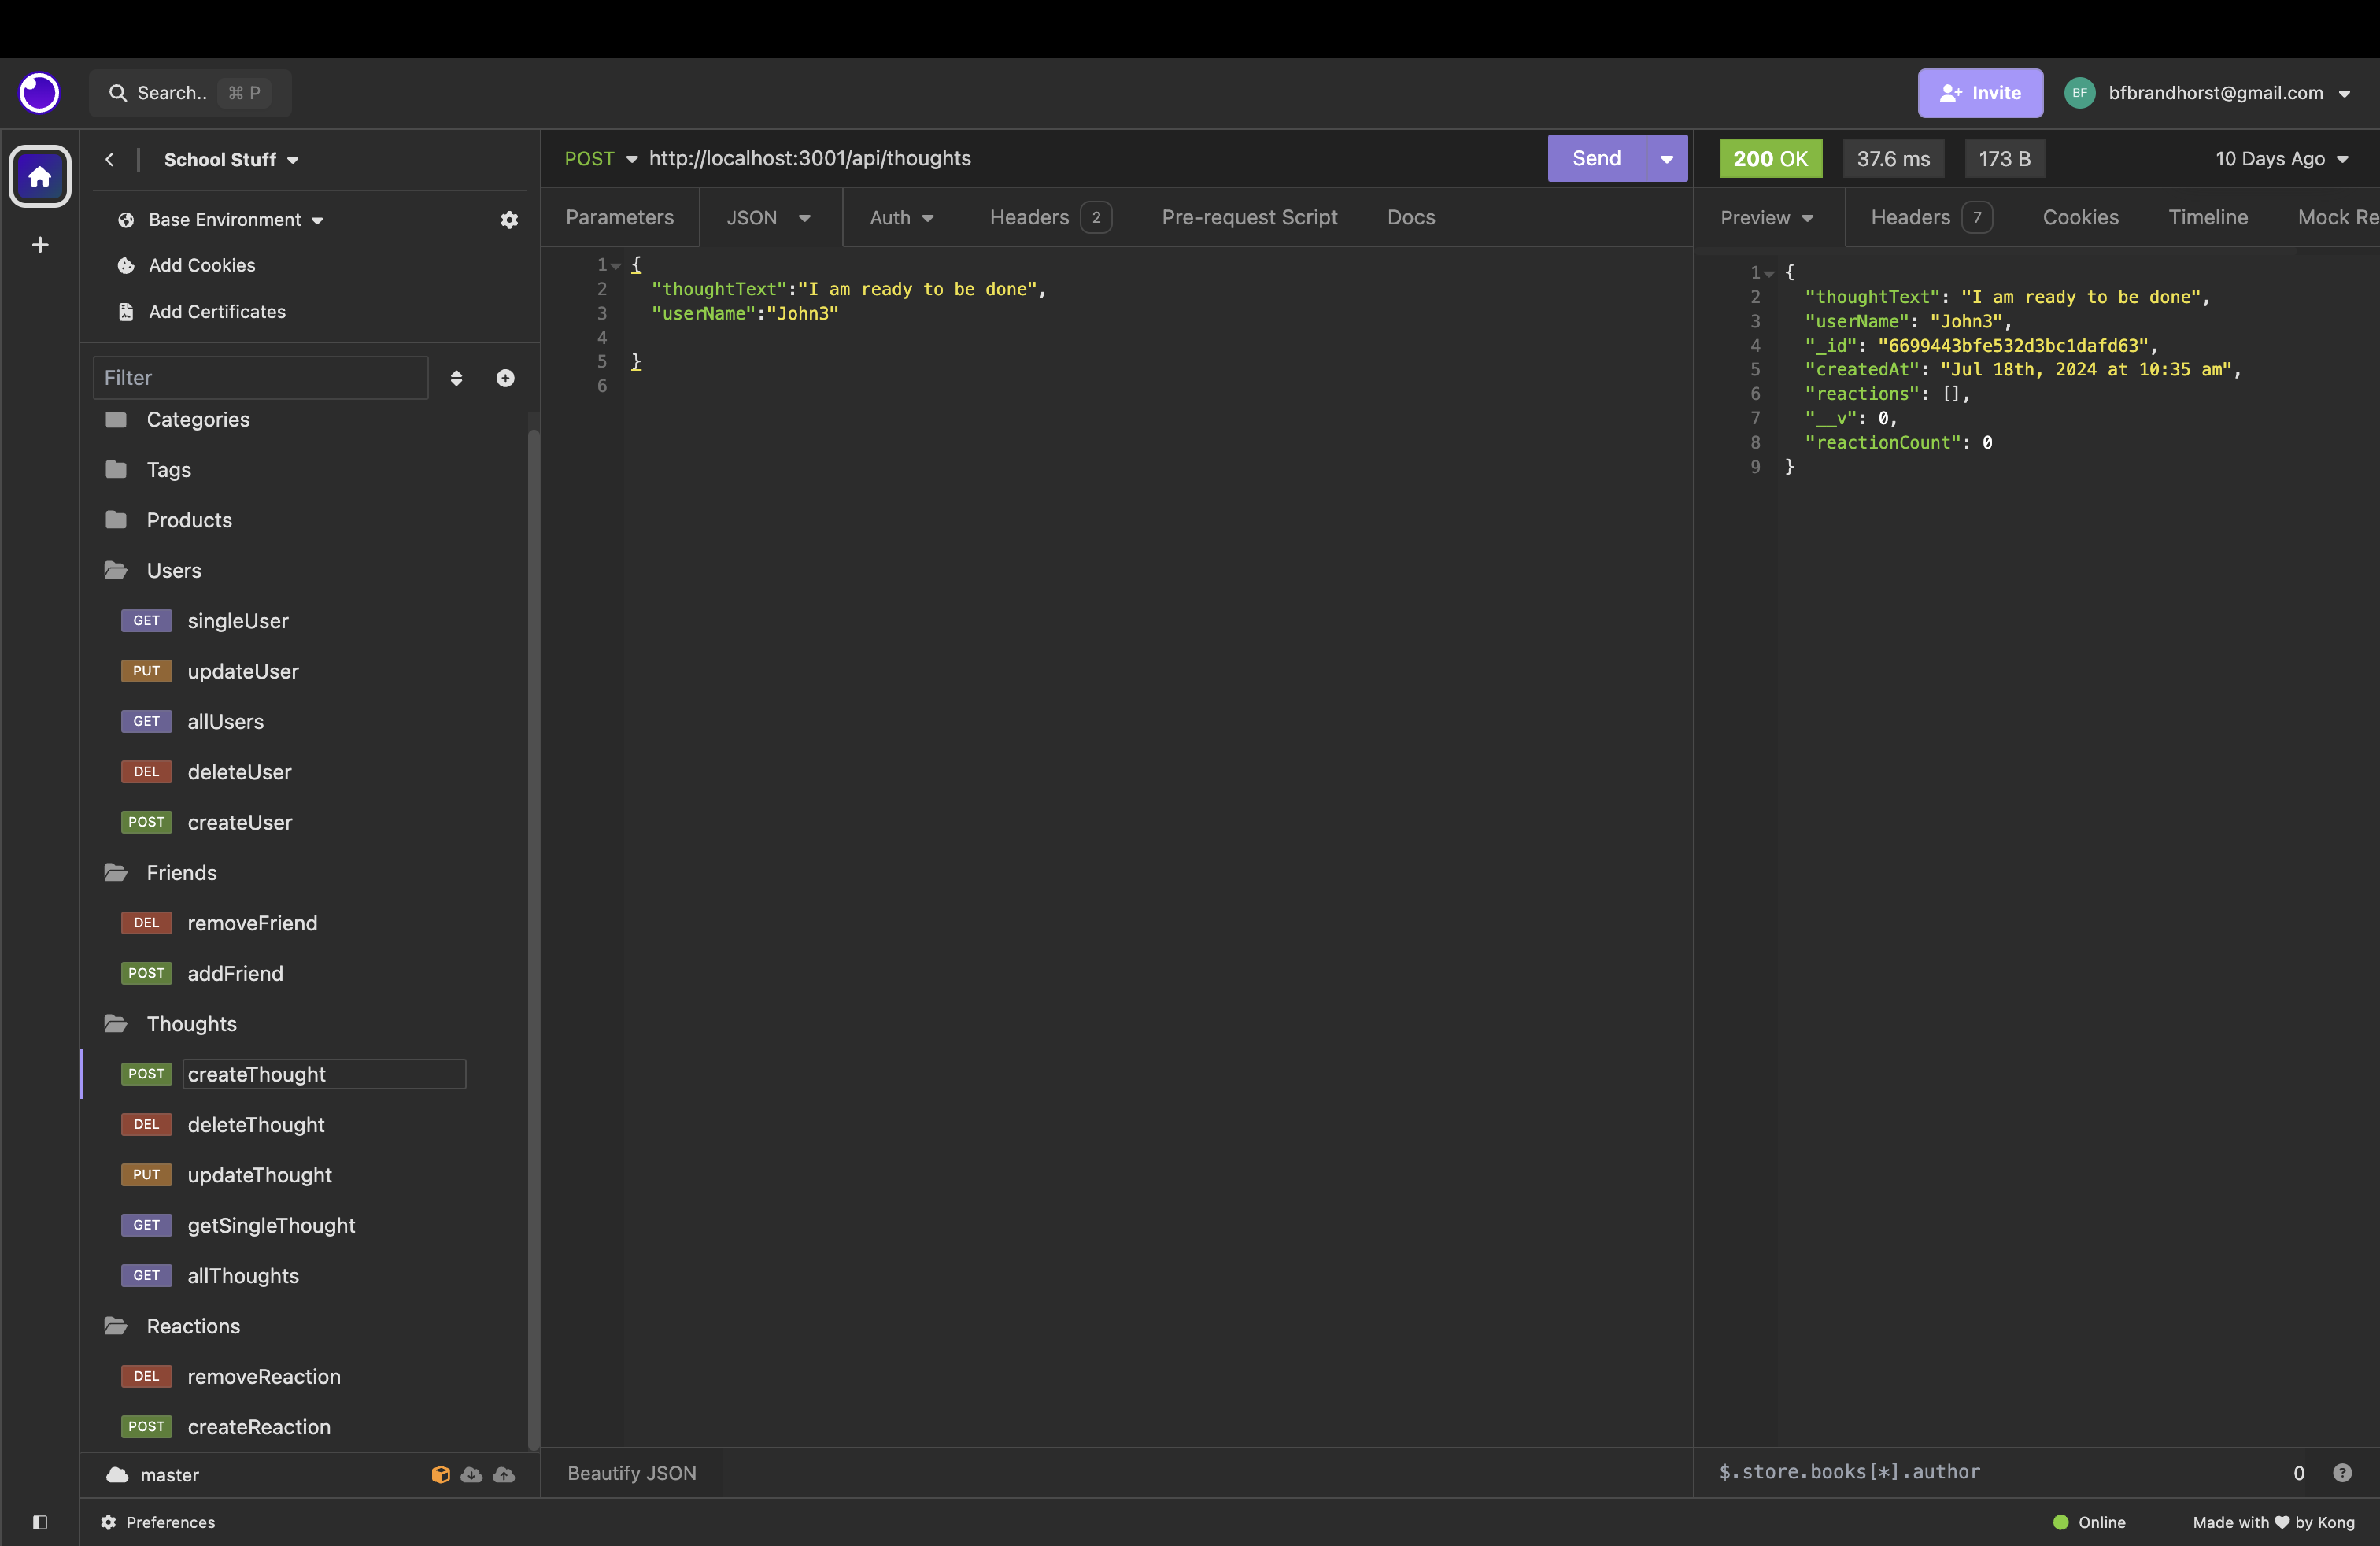 Search.. ⌘ P
Invite
BF
bfbrandhorst@gmail.com
School Stuff
Base Environment
Add Cookies
Add Certificates
Filter
Categories
Tags
Products
Users
GET singleUser
PUT updateUser
GET allUsers
DEL deleteUser
POST createUser
Friends
DEL removeFriend
POST addFriend
Thoughts
POST createThought
DEL deleteThought
PUT updateThought
GET getSingleThought
GET allThoughts
Reactions
DEL removeReaction
POST createReaction
master
Preferences
POST http://localhost:3001/api/thoughts
Send
Parameters JSON Auth Headers 2 Pre-request Script Docs
1 {
2 "thoughtText":"I am ready to be done",
3 "userName":"John3"
4
5 }
6
Beautify JSON
200 OK 37.6 ms 173 B 10 Days Ago
Preview Headers 7 Cookies Timeline Mock Re
1 {
2 "thoughtText": "I am ready to be done",
3 "userName": "John3",
4 "_id": "6699443bfe532d3bc1dafd63",
5 "createdAt": "Jul 18th, 2024 at 10:35 am",
6 "reactions": [],
7 "__v": 0,
8 "reactionCount": 0
9 }
$.store.books[*].author 0 ?
Online Made with ♥ by Kong